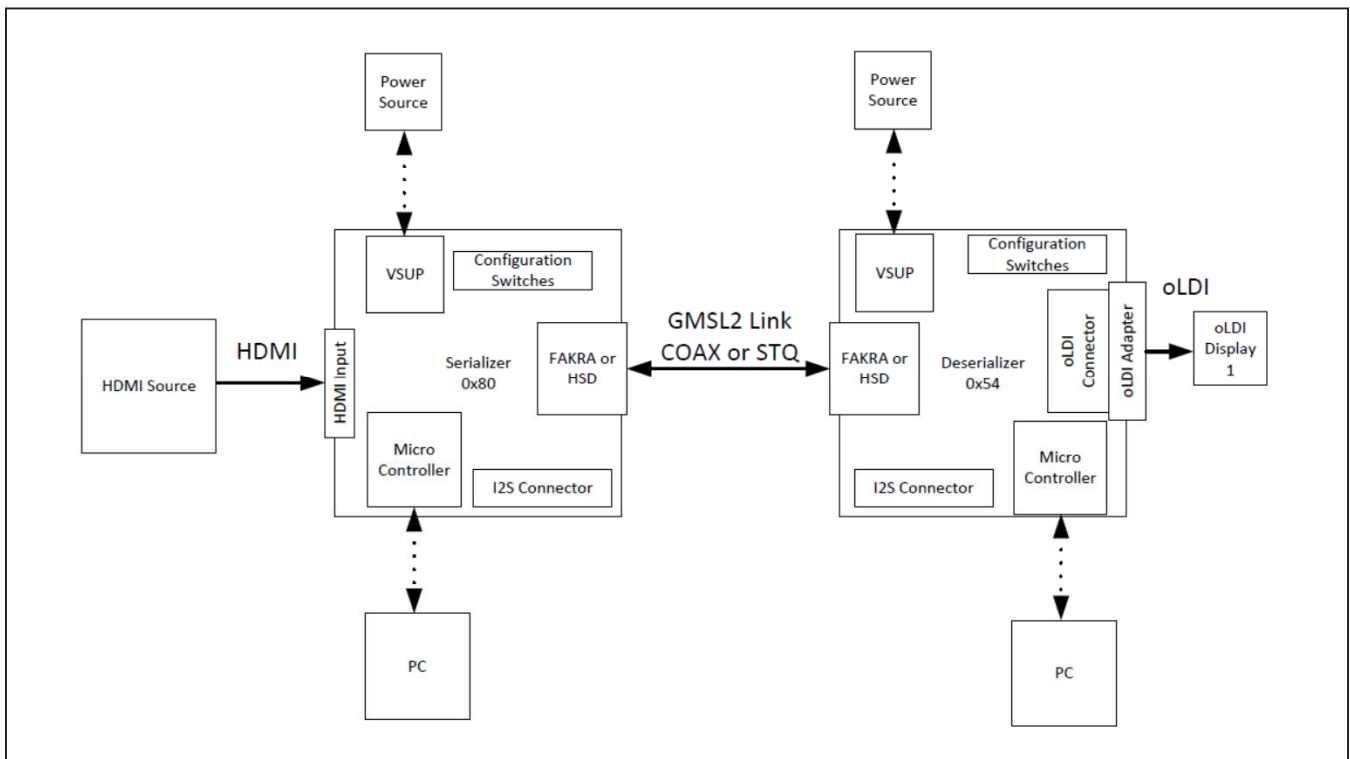 Power
Source
Power
Source
VSUP
Configuration
Switches
VSUP
Configuration
Switches
HDMI Source
HDMI
HDMI Input
Serializer
0x80
FAKRA or
HSD
GMSL2 Link
COAX or STQ
FAKRA or
HSD
Deserializer
0x54
oLDI
Connector
oLDI Adapter
oLDI
oLDI
Display
1
Micro
Controller
I2S Connector
I2S Connector
Micro
Controller
PC
PC